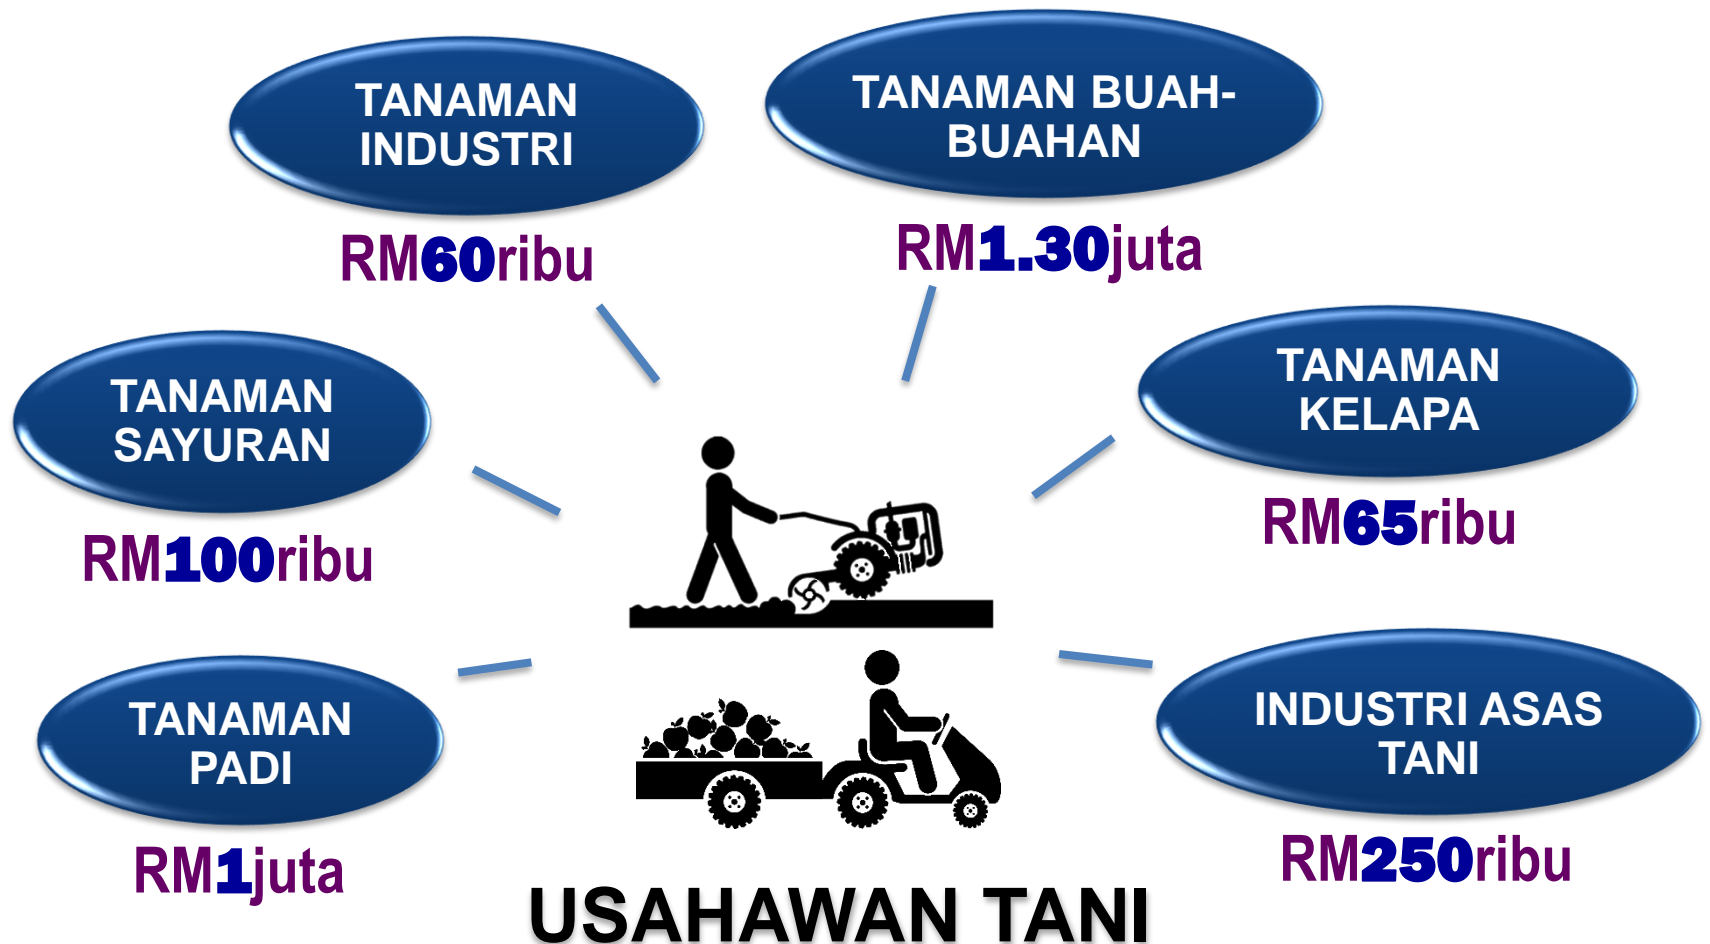 TANAMAN
INDUSTRI
RM60ribu
TANAMAN BUAH-
BUAHAN
RM1.30juta
TANAMAN
SAYURAN
RM100ribu
TANAMAN
KELAPA
RM65ribu
TANAMAN
PADI
RM1juta
INDUSTRI ASAS
TANI
RM250ribu
USAHAWAN TANI